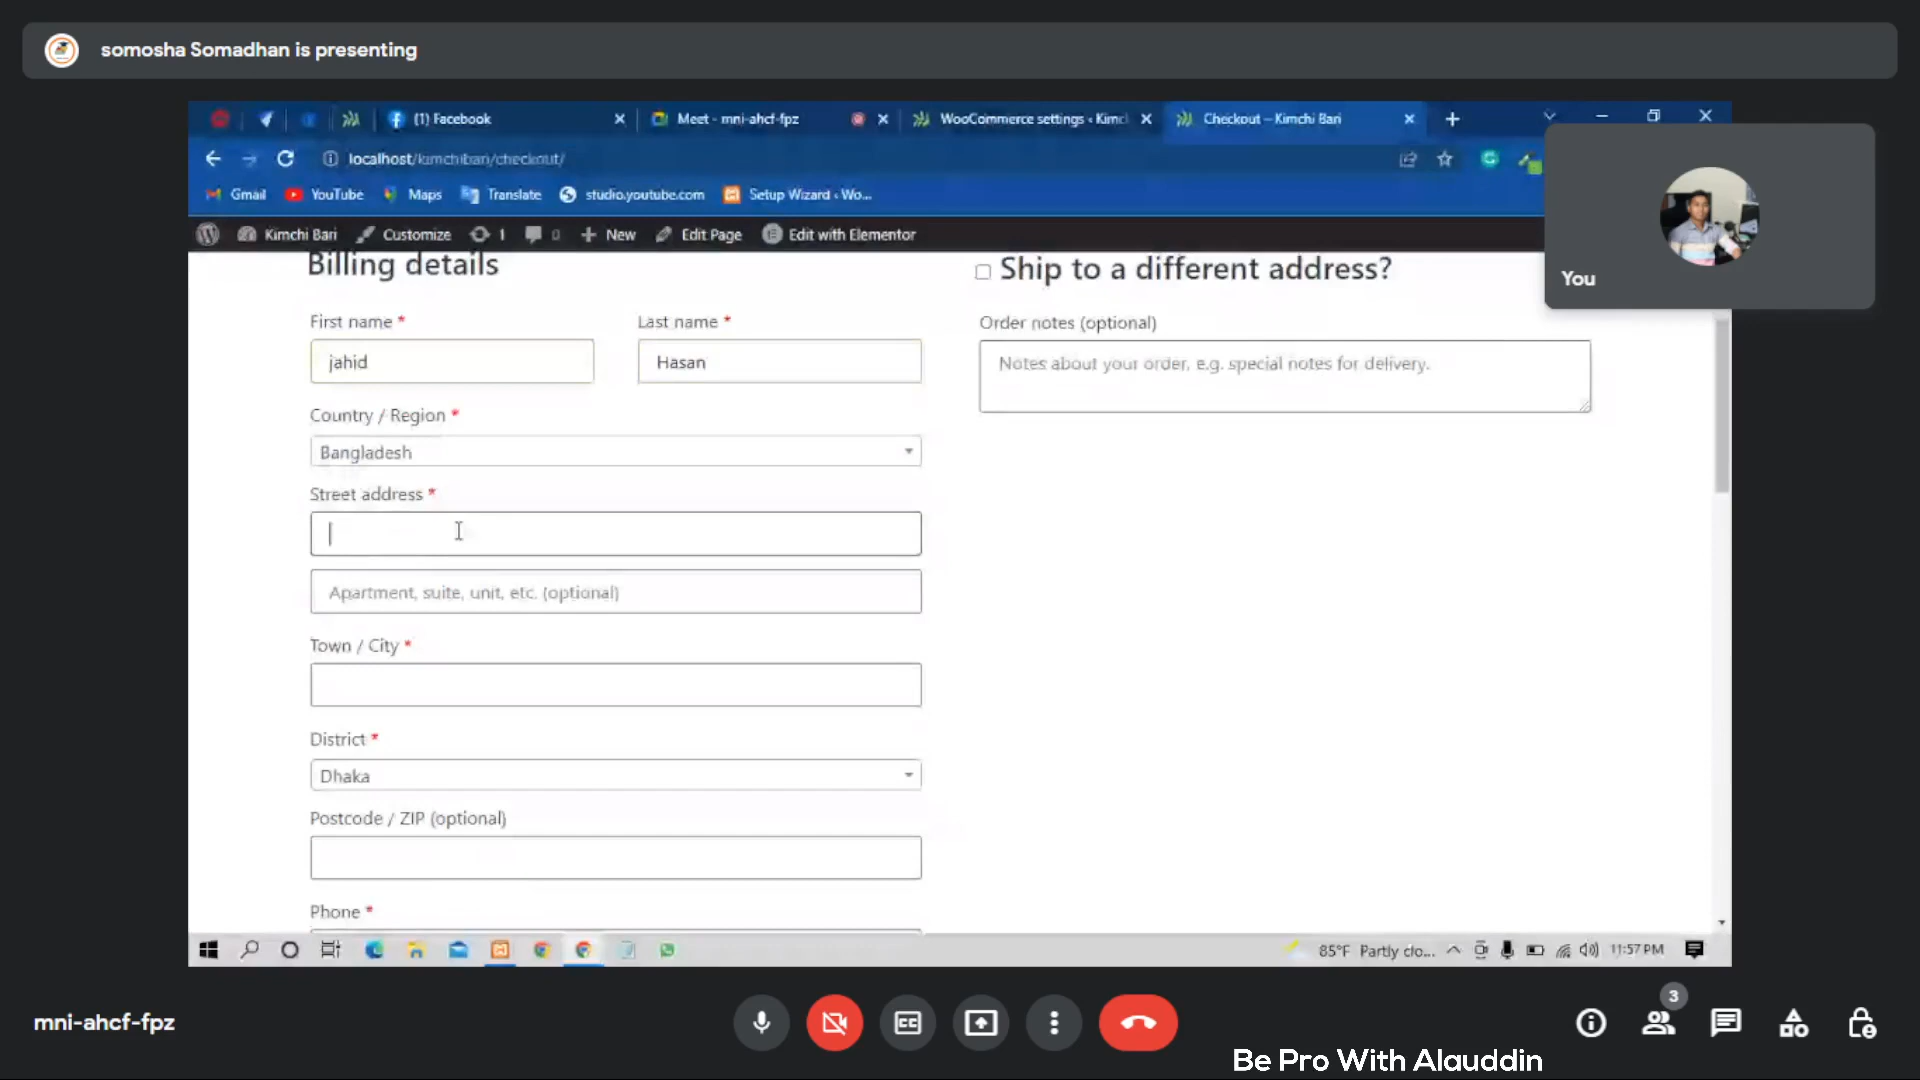 somosha Somadhan is presenting
(1) Facebook
Meet - mni-ahcf-fpz
WooCommerce settings ‹ Kimcl
Checkout – Kimchi Bari
localhost/kimchibari/checkout/
Gmail
YouTube
Maps
Translate
studio.youtube.com
Setup Wizard ‹ Wo...
Kimchi Bari
Customize
1
0
New
Edit Page
Edit with Elementor
You
Billing details
Ship to a different address?
First name *
Last name *
Order notes (optional)
jahid
Hasan
Notes about your order, e.g. special notes for delivery.
Country / Region *
Bangladesh
Street address *
Apartment, suite, unit, etc. (optional)
Town / City *
District *
Dhaka
Postcode / ZIP (optional)
Phone *
85°F Partly clo...
11:57 PM
mni-ahcf-fpz
3
Be Pro With Alauddin